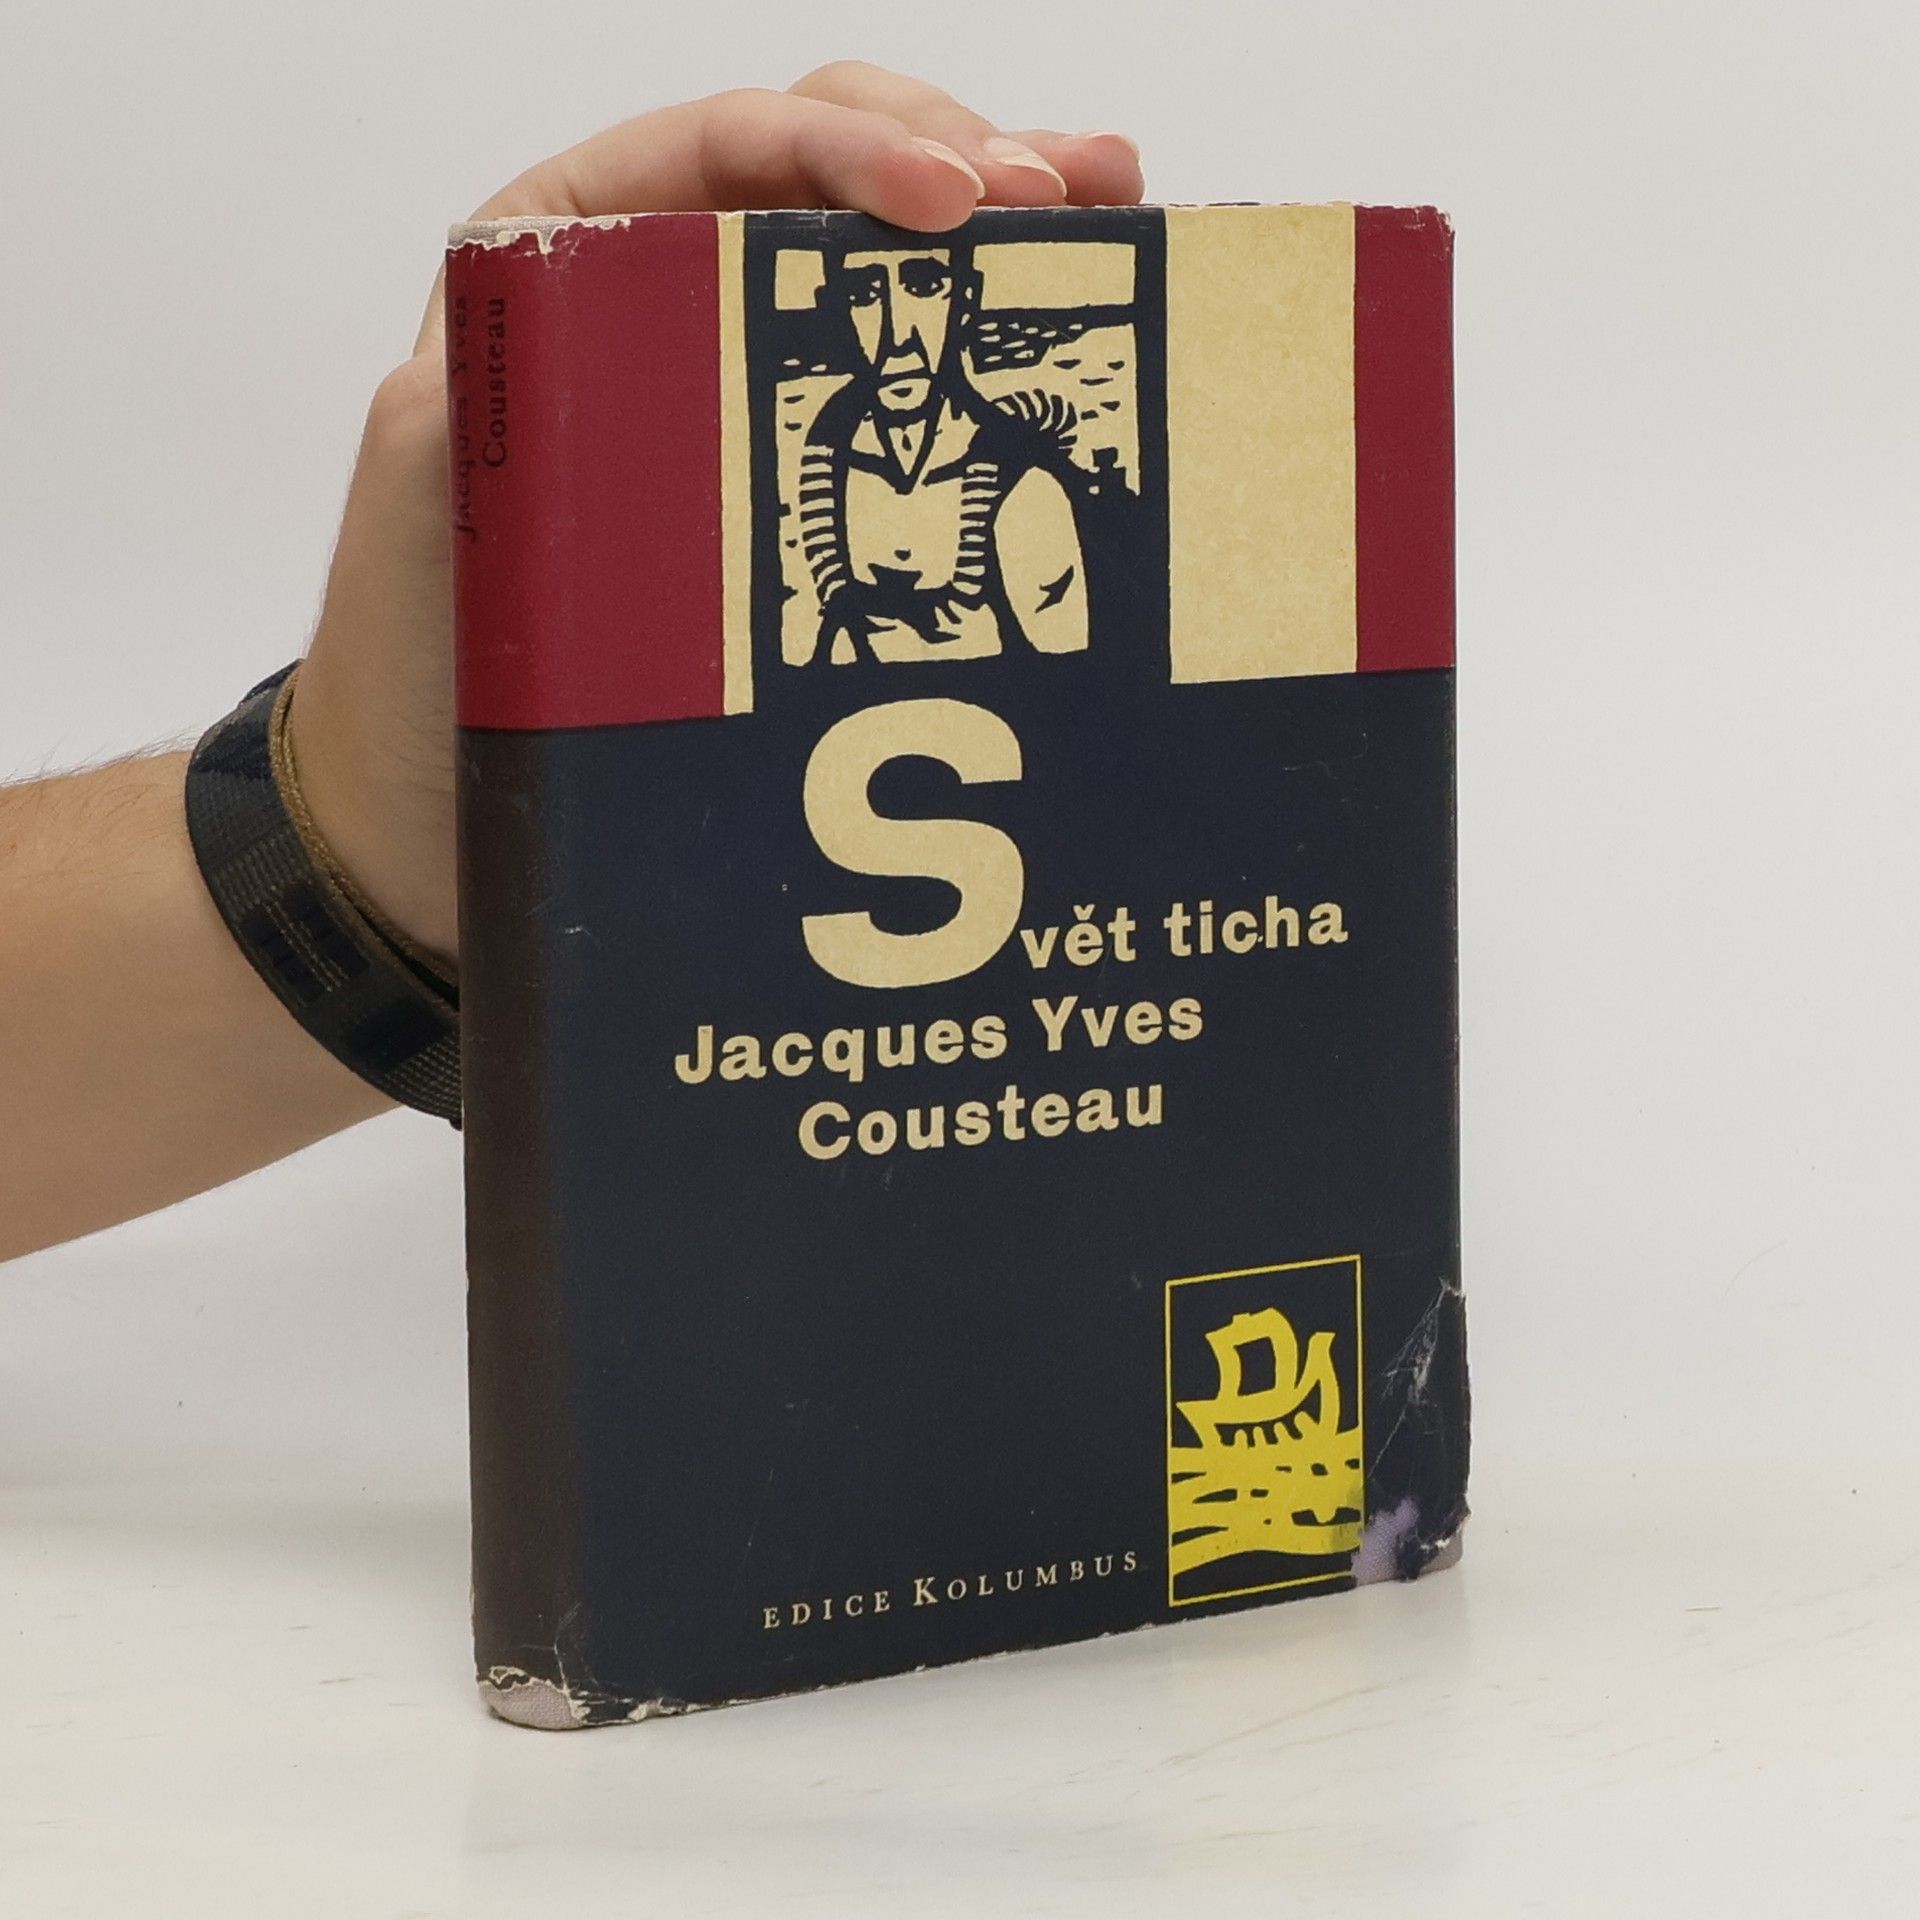 Jacques Yves
Cousteau
Svět ticha
Jacques Yves
Cousteau
EDICE KOLUMBUS